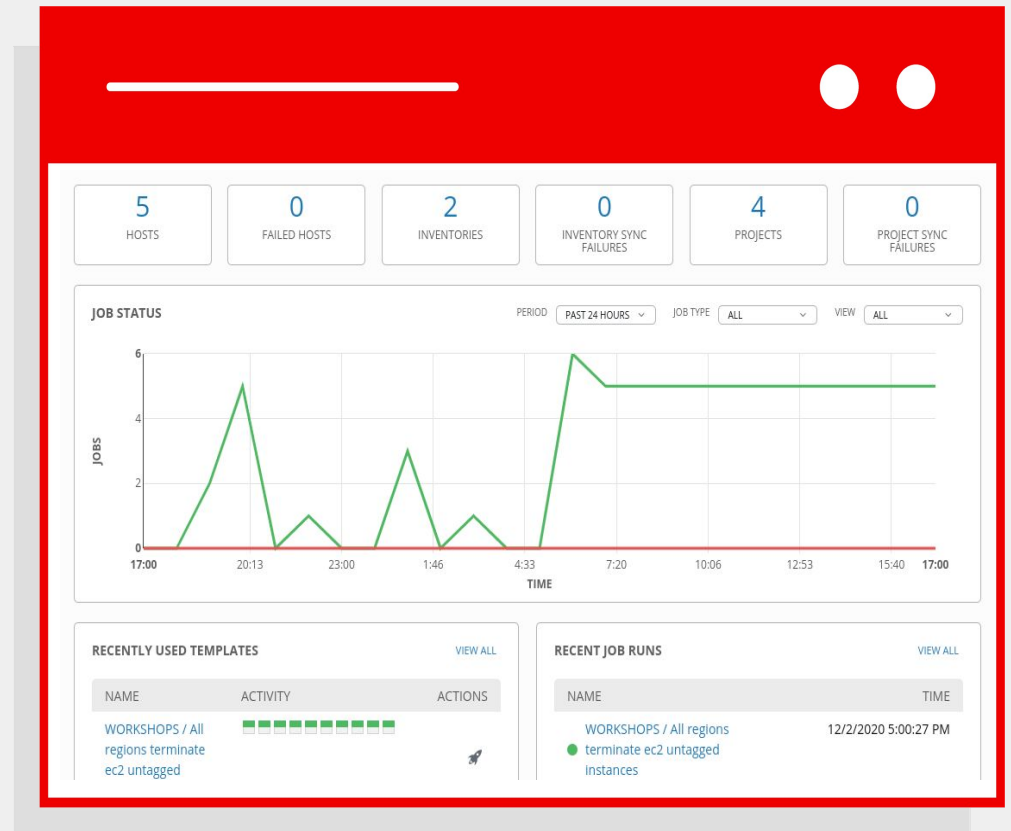 5
HOSTS
0
FAILED HOSTS
2
INVENTORIES
0
INVENTORY SYNC
FAILURES
4
PROJECTS
0
PROJECT SYNC
FAILURES
JOB STATUS
PERIOD PAST 24 HOURS JOB TYPE ALL VIEW ALL
6
4
2
0
JOBS
17:00 20:13 23:00 1:46 4:33 7:20 10:06 12:53 15:40 17:00
TIME
RECENTLY USED TEMPLATES VIEW ALL
NAME ACTIVITY ACTIONS
WORKSHOPS / All
regions terminate
ec2 untagged
RECENT JOB RUNS VIEW ALL
NAME TIME
WORKSHOPS / All regions 12/2/2020 5:00:27 PM
terminate ec2 untagged
instances